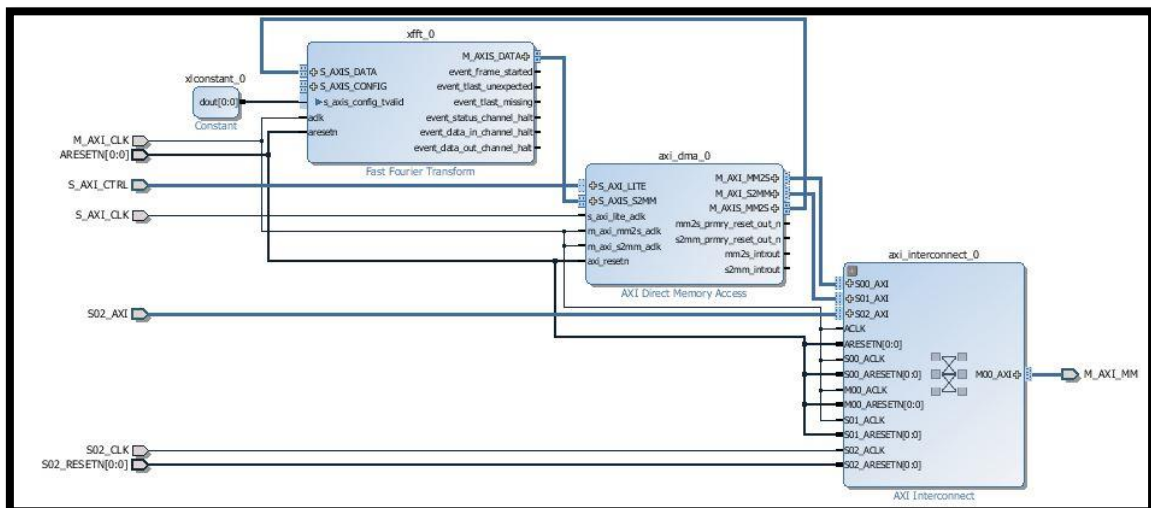 xfft_0
S_AXIS_DATA
S_AXIS_CONFIG
s_axis_config_tvalid
aclk
aresetn
M_AXIS_DATA
event_frame_started
event_tlast_unexpected
event_tlast_missing
event_status_channel_halt
event_data_in_channel_halt
event_data_out_channel_halt
Fast Fourier Transform
xlconstant_0
dout[0:0]
Constant
M_AXI_CLK
ARESETN[0:0]
S_AXI_CTRL
S_AXI_CLK
S02_AXI
S02_CLK
S02_RESETN[0:0]
axi_dma_0
S_AXI_LITE
S_AXIS_S2MM
s_axi_lite_aclk
m_axi_mm2s_aclk
m_axi_s2mm_aclk
axi_resetn
M_AXI_MM2S
M_AXI_S2MM
M_AXIS_MM2S
mm2s_prmry_reset_out_n
s2mm_prmry_reset_out_n
mm2s_introut
s2mm_introut
AXI Direct Memory Access
axi_interconnect_0
S00_AXI
S01_AXI
S02_AXI
ACLK
ARESETN[0:0]
S00_ACLK
S00_ARESETN[0:0]
M00_ACLK
M00_ARESETN[0:0]
S01_ACLK
S01_ARESETN[0:0]
S02_ACLK
S02_ARESETN[0:0]
M00_AXI
AXI Interconnect
M_AXI_MM